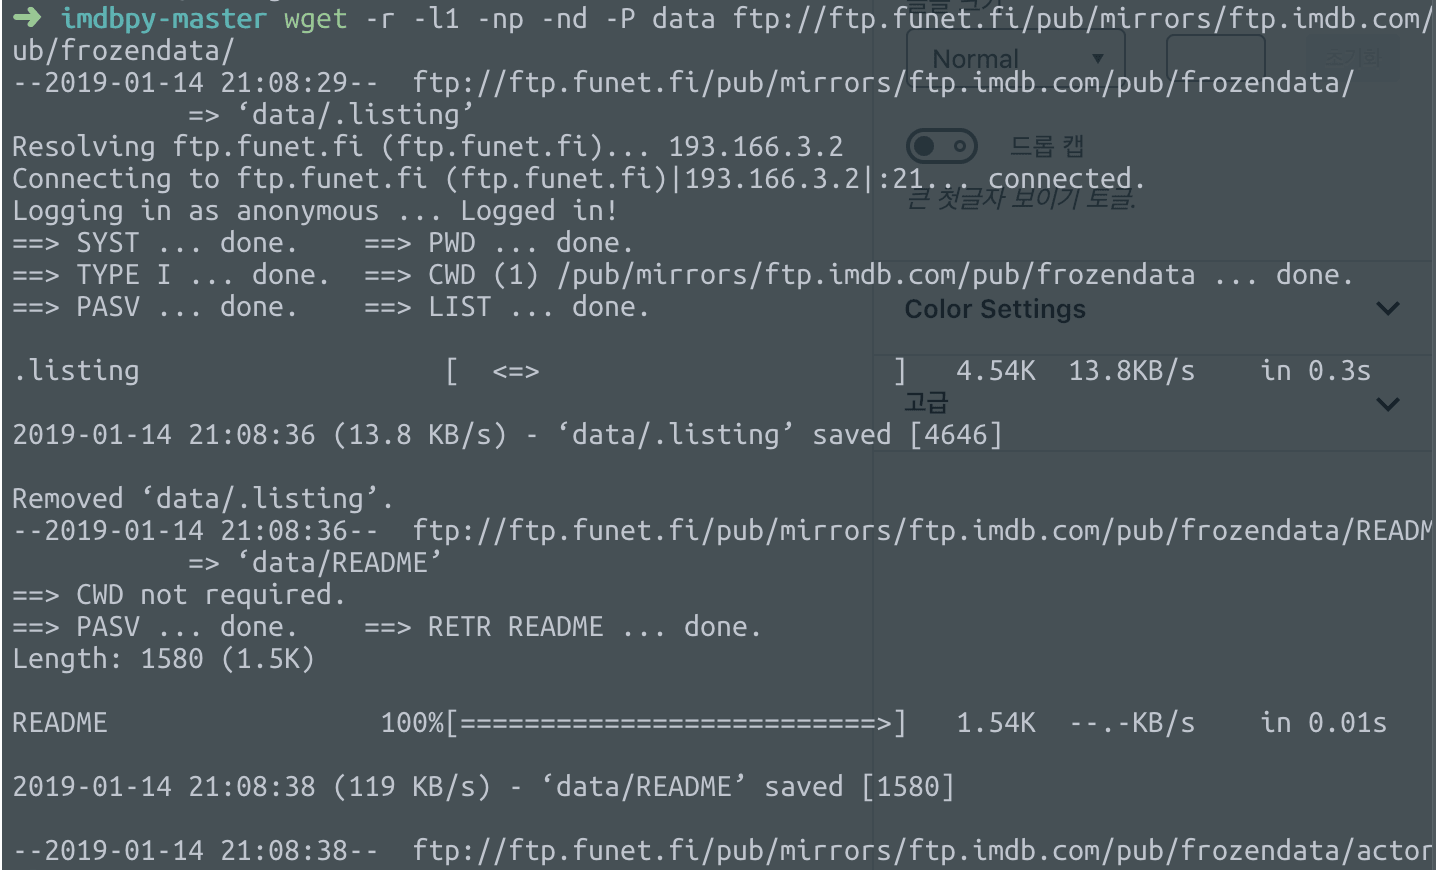 ➜ imdbpy-master wget -r -l1 -np -nd -P data ftp://ftp.funet.fi/pub/mirrors/ftp.imdb.com/
ub/frozendata/
--2019-01-14 21:08:29-- ftp://ftp.funet.fi/pub/mirrors/ftp.imdb.com/pub/frozendata/
=> ‘data/.listing’
Resolving ftp.funet.fi (ftp.funet.fi)... 193.166.3.2
Connecting to ftp.funet.fi (ftp.funet.fi)|193.166.3.2|:21... connected.
Logging in as anonymous ... Logged in!
==> SYST ... done. ==> PWD ... done.
==> TYPE I ... done. ==> CWD (1) /pub/mirrors/ftp.imdb.com/pub/frozendata ... done.
==> PASV ... done. ==> LIST ... done.
.listing [ <=> ] 4.54K 13.8KB/s in 0.3s
2019-01-14 21:08:36 (13.8 KB/s) - ‘data/.listing’ saved [4646]
Removed ‘data/.listing’.
--2019-01-14 21:08:36-- ftp://ftp.funet.fi/pub/mirrors/ftp.imdb.com/pub/frozendata/READM
=> ‘data/README’
==> CWD not required.
==> PASV ... done. ==> RETR README ... done.
Length: 1580 (1.5K)
README 100%[==========================>] 1.54K --.-KB/s in 0.01s
2019-01-14 21:08:38 (119 KB/s) - ‘data/README’ saved [1580]
--2019-01-14 21:08:38-- ftp://ftp.funet.fi/pub/mirrors/ftp.imdb.com/pub/frozendata/actor
Normal
초기화
드롭 캡
큰 첫글자 보이기 토글.
Color Settings
고급